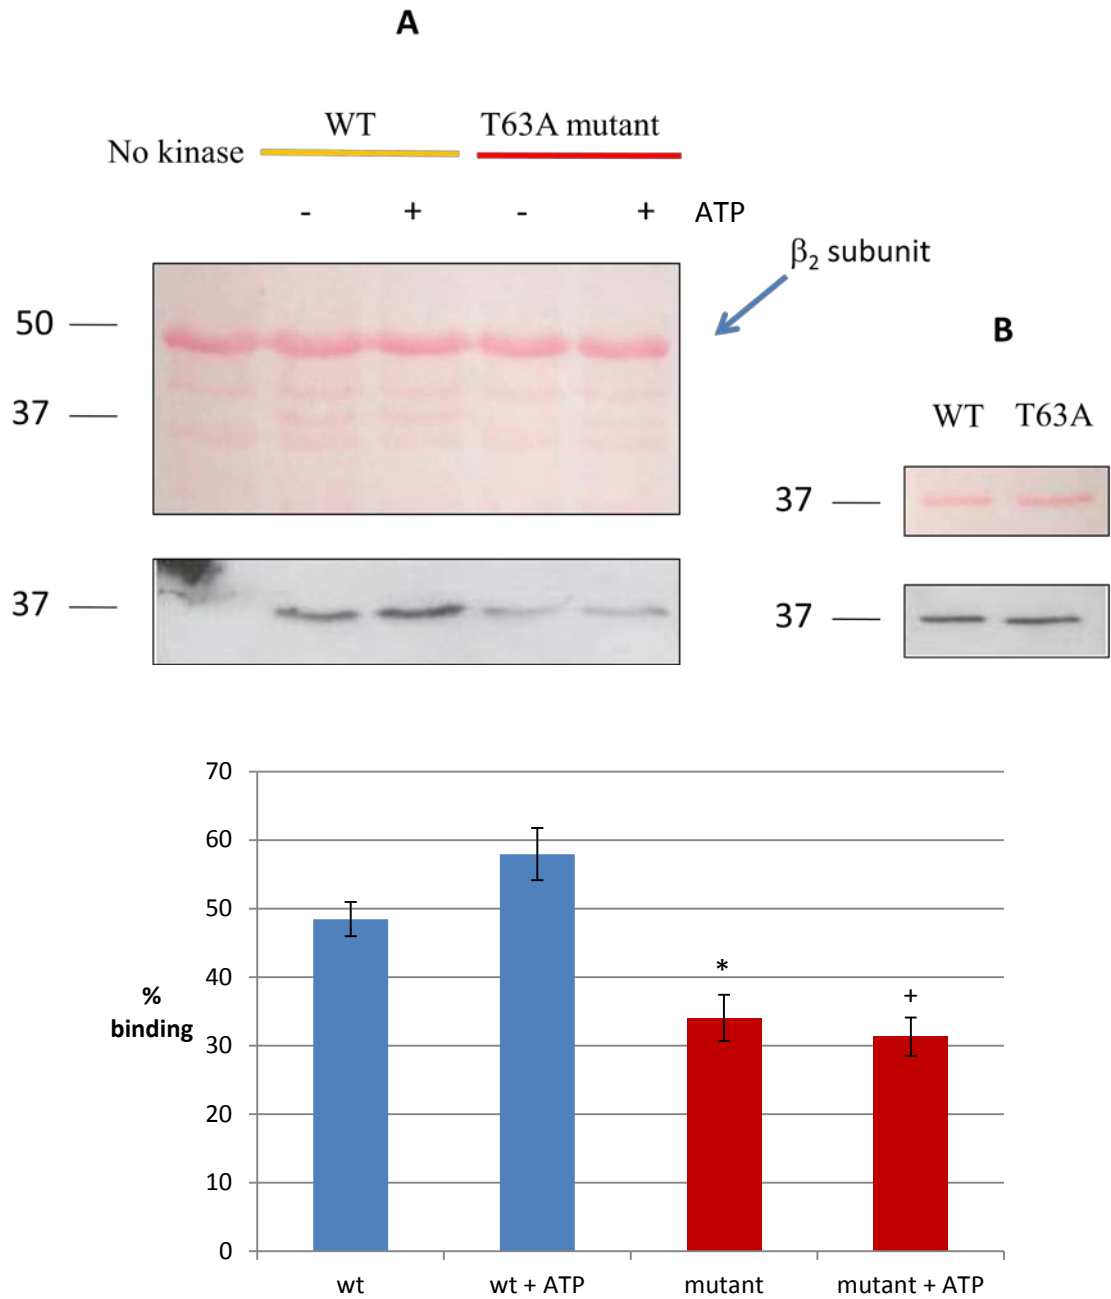 A
WT
T63A mutant
No kinase
- + - + ATP
β₂ subunit
50
37
37
B
WT T63A
37
37
70
60
50
40
30
20
10
0
%
binding
*
+
wt
wt + ATP
mutant
mutant + ATP